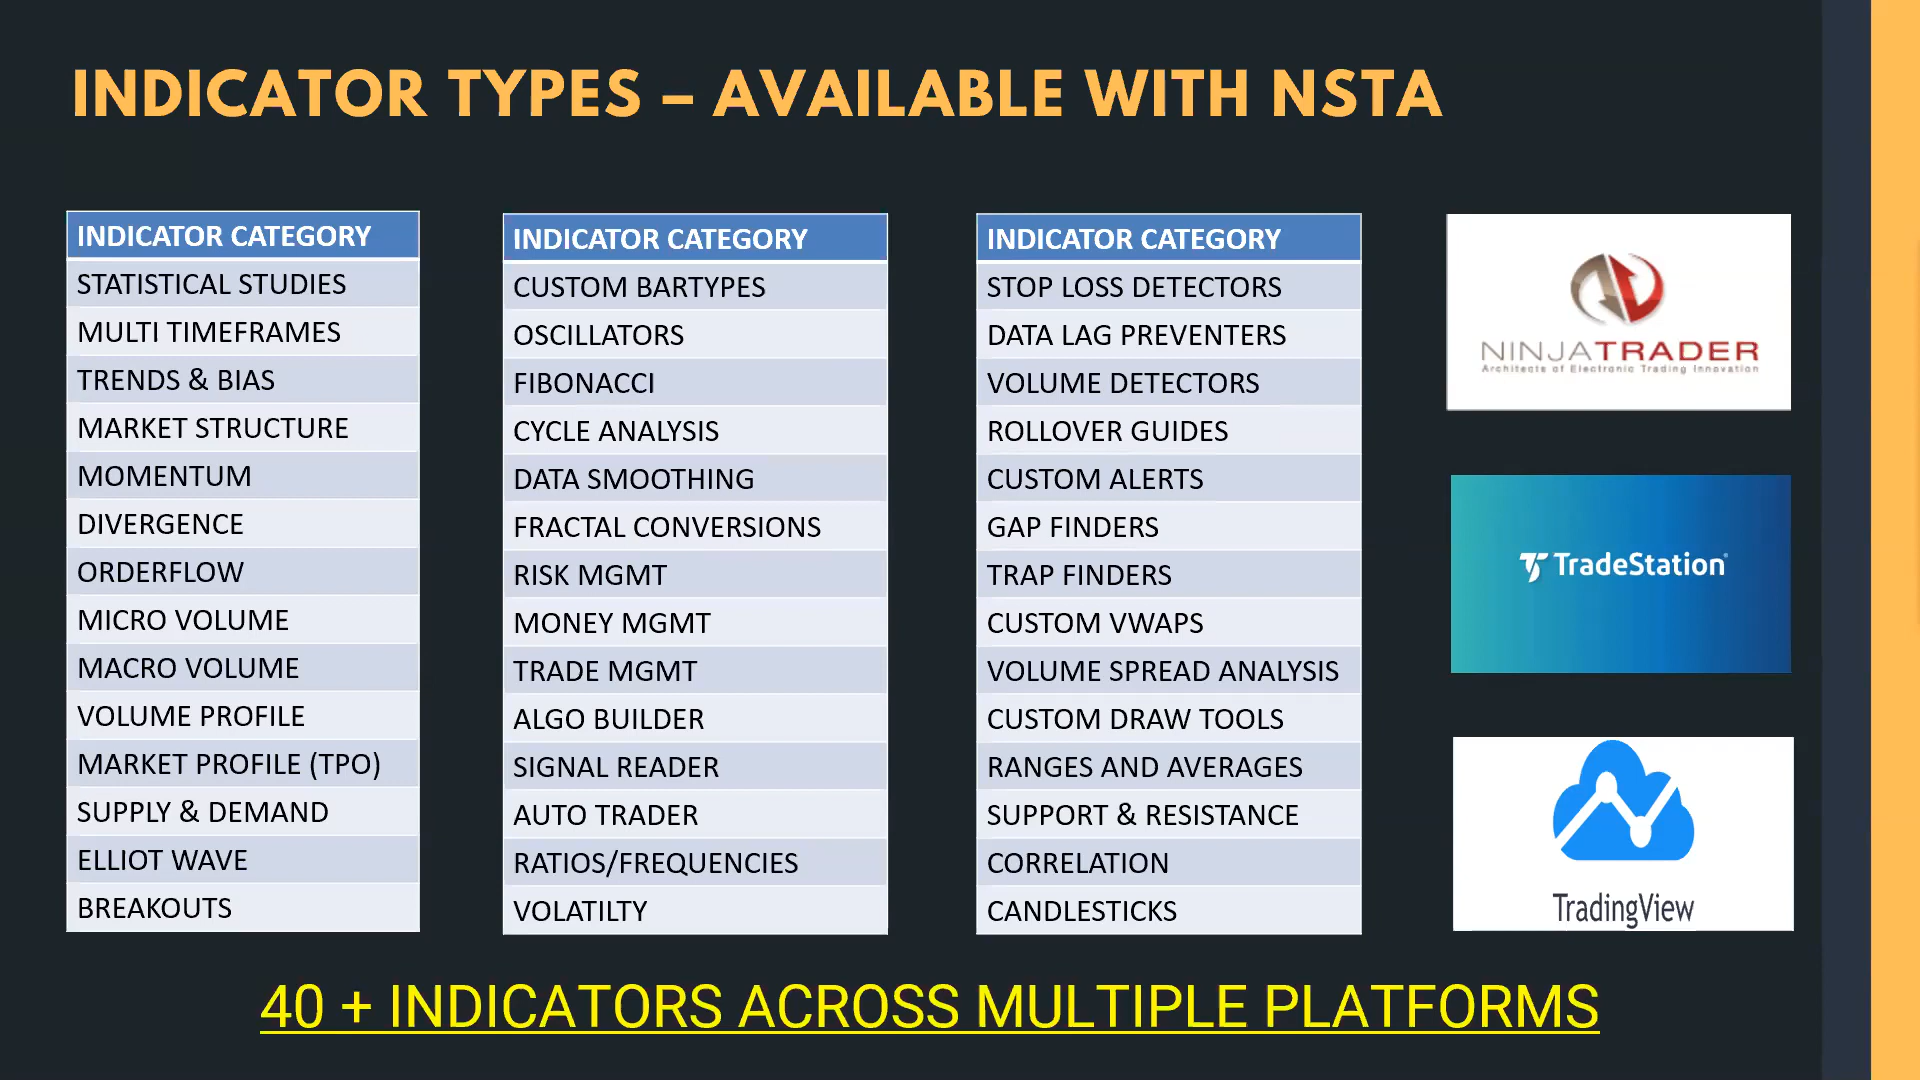 INDICATOR TYPES – AVAILABLE WITH NSTA
INDICATOR CATEGORY
STATISTICAL STUDIES
MULTI TIMEFRAMES
TRENDS & BIAS
MARKET STRUCTURE
MOMENTUM
DIVERGENCE
ORDERFLOW
MICRO VOLUME
MACRO VOLUME
VOLUME PROFILE
MARKET PROFILE (TPO)
SUPPLY & DEMAND
ELLIOT WAVE
BREAKOUTS
INDICATOR CATEGORY
CUSTOM BARTYPES
OSCILLATORS
FIBONACCI
CYCLE ANALYSIS
DATA SMOOTHING
FRACTAL CONVERSIONS
RISK MGMT
MONEY MGMT
TRADE MGMT
ALGO BUILDER
SIGNAL READER
AUTO TRADER
RATIOS/FREQUENCIES
VOLATILTY
INDICATOR CATEGORY
STOP LOSS DETECTORS
DATA LAG PREVENTERS
VOLUME DETECTORS
ROLLOVER GUIDES
CUSTOM ALERTS
GAP FINDERS
TRAP FINDERS
CUSTOM VWAPS
VOLUME SPREAD ANALYSIS
CUSTOM DRAW TOOLS
RANGES AND AVERAGES
SUPPORT & RESISTANCE
CORRELATION
CANDLESTICKS
NINJATRADER
Architects of Electronic Trading Innovation
TradeStation
TradingView
40 + INDICATORS ACROSS MULTIPLE PLATFORMS